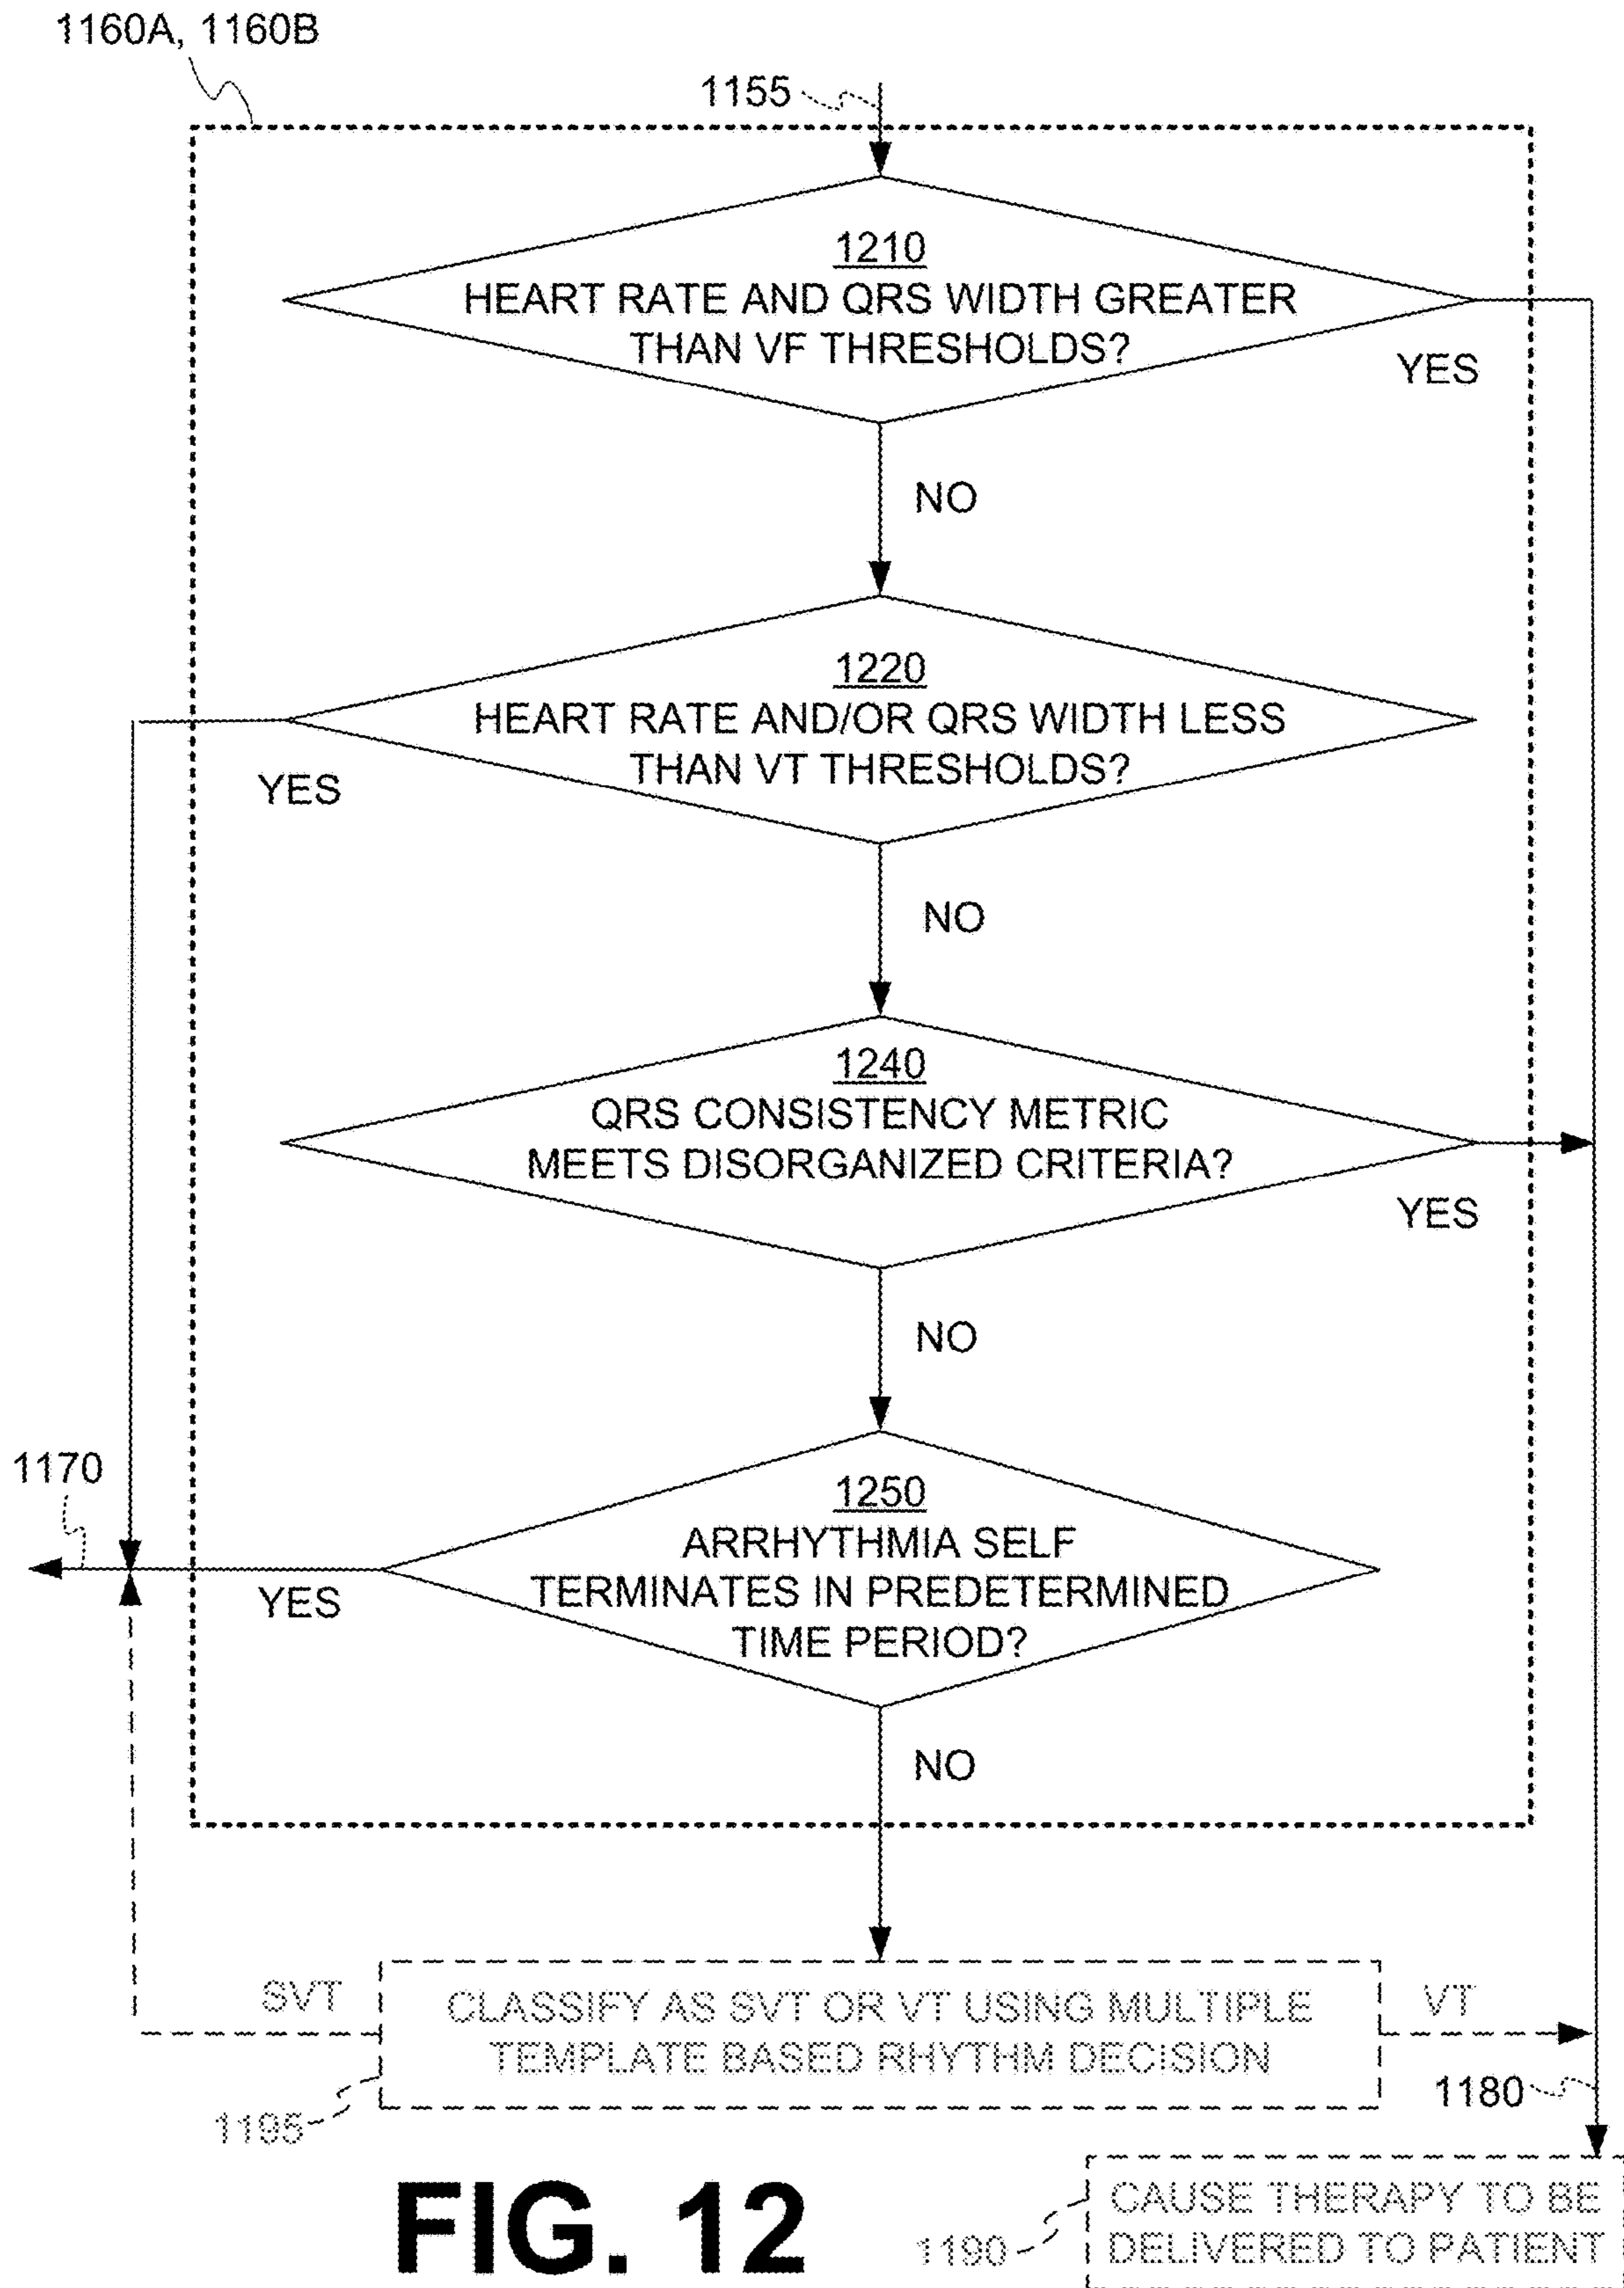 1160A, 1160B
1155
1210
HEART RATE AND QRS WIDTH GREATER
THAN VF THRESHOLDS?
YES
NO
1220
HEART RATE AND/OR QRS WIDTH LESS
THAN VT THRESHOLDS?
YES
NO
1240
QRS CONSISTENCY METRIC
MEETS DISORGANIZED CRITERIA?
YES
NO
1170
1250
ARRHYTHMIA SELF
TERMINATES IN PREDETERMINED
TIME PERIOD?
YES
NO
SVT
CLASSIFY AS SVT OR VT USING MULTIPLE
TEMPLATE BASED RHYTHM DECISION
VT
1180
1195
FIG. 12
1190
CAUSE THERAPY TO BE
DELIVERED TO PATIENT